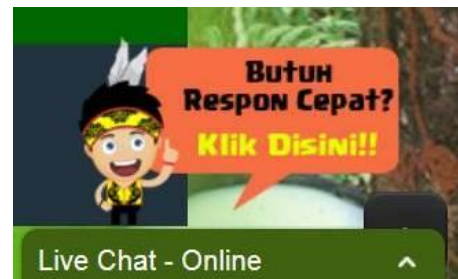 Butuh
Respon Cepat?
Klik Disini!!
Live Chat - Online